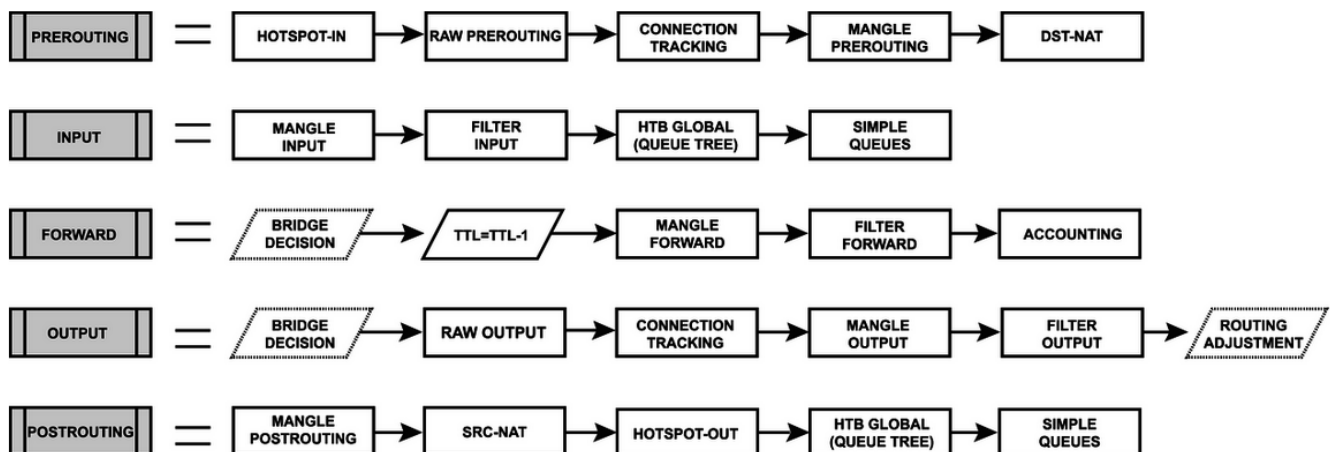 PREROUTING
HOTSPOT-IN
RAW PREROUTING
CONNECTION
TRACKING
MANGLE
PREROUTING
DST-NAT
INPUT
MANGLE
INPUT
FILTER
INPUT
HTB GLOBAL
(QUEUE TREE)
SIMPLE
QUEUES
FORWARD
BRIDGE
DECISION
TTL=TTL-1
MANGLE
FORWARD
FILTER
FORWARD
ACCOUNTING
OUTPUT
BRIDGE
DECISION
RAW OUTPUT
CONNECTION
TRACKING
MANGLE
OUTPUT
FILTER
OUTPUT
ROUTING
ADJUSTMENT
POSTROUTING
MANGLE
POSTROUTING
SRC-NAT
HOTSPOT-OUT
HTB GLOBAL
(QUEUE TREE)
SIMPLE
QUEUES